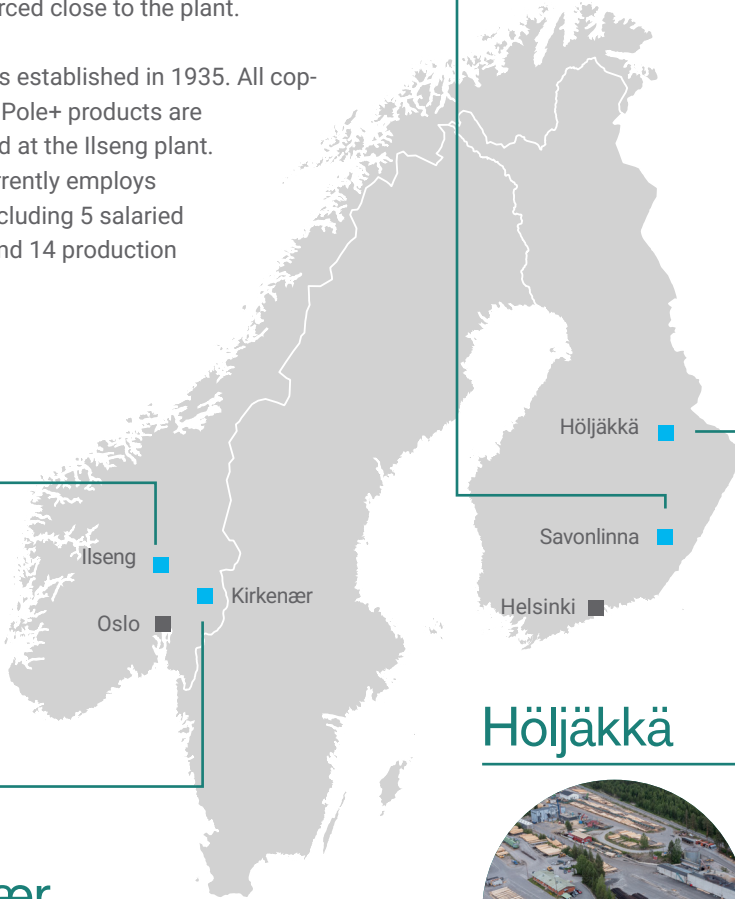 rced close to the plant.
s established in 1935. All cop-
Pole+ products are
d at the Ilseng plant.
rrently employs
cluding 5 salaried
nd 14 production
Höljäkkä
Savonlinna
Ilseng
Kirkenær
Helsinki
Oslo
Höljäkkä
ær